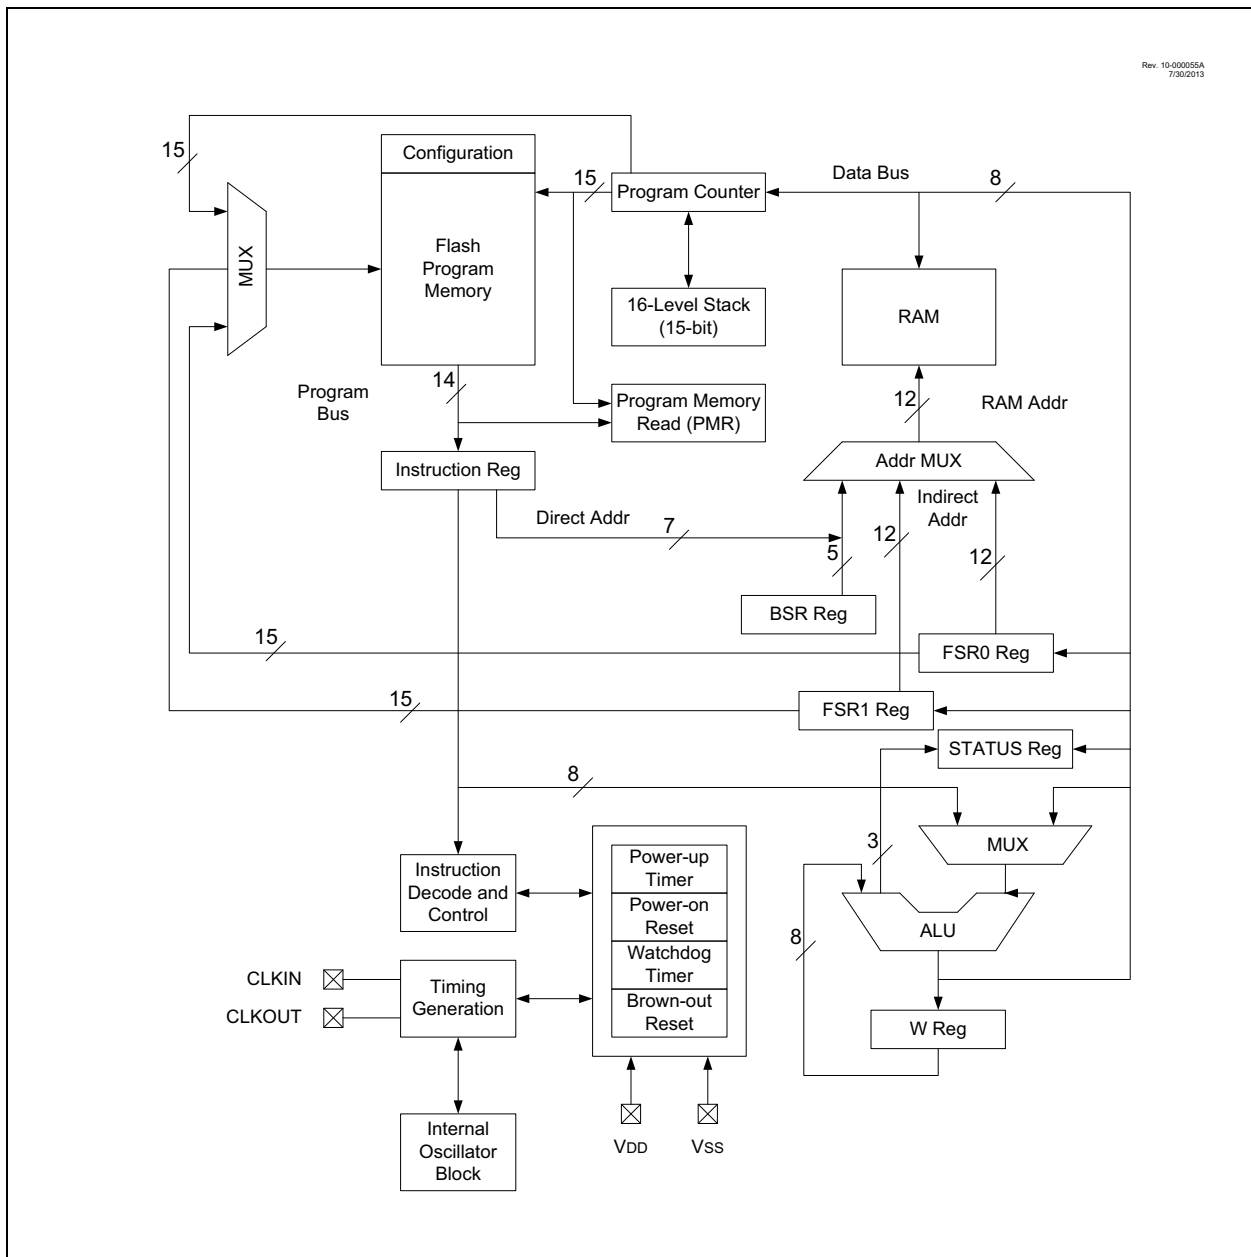 Rev. 10-000055A
7/30/2013
15
Configuration
15
Program Counter
Data Bus
8
MUX
Flash
Program
Memory
16-Level Stack
(15-bit)
RAM
Program
Bus
14
Program Memory
Read (PMR)
12
RAM Addr
Instruction Reg
Addr MUX
Direct Addr
7
Indirect
Addr
12
5
12
BSR Reg
15
FSR0 Reg
15
FSR1 Reg
STATUS Reg
8
3
MUX
Power-up
Timer
Instruction
Decode and
Control
Power-on
Reset
8
ALU
Watchdog
Timer
CLKIN
Timing
Generation
Brown-out
Reset
CLKOUT
W Reg
Internal
Oscillator
Block
VDD
VSS